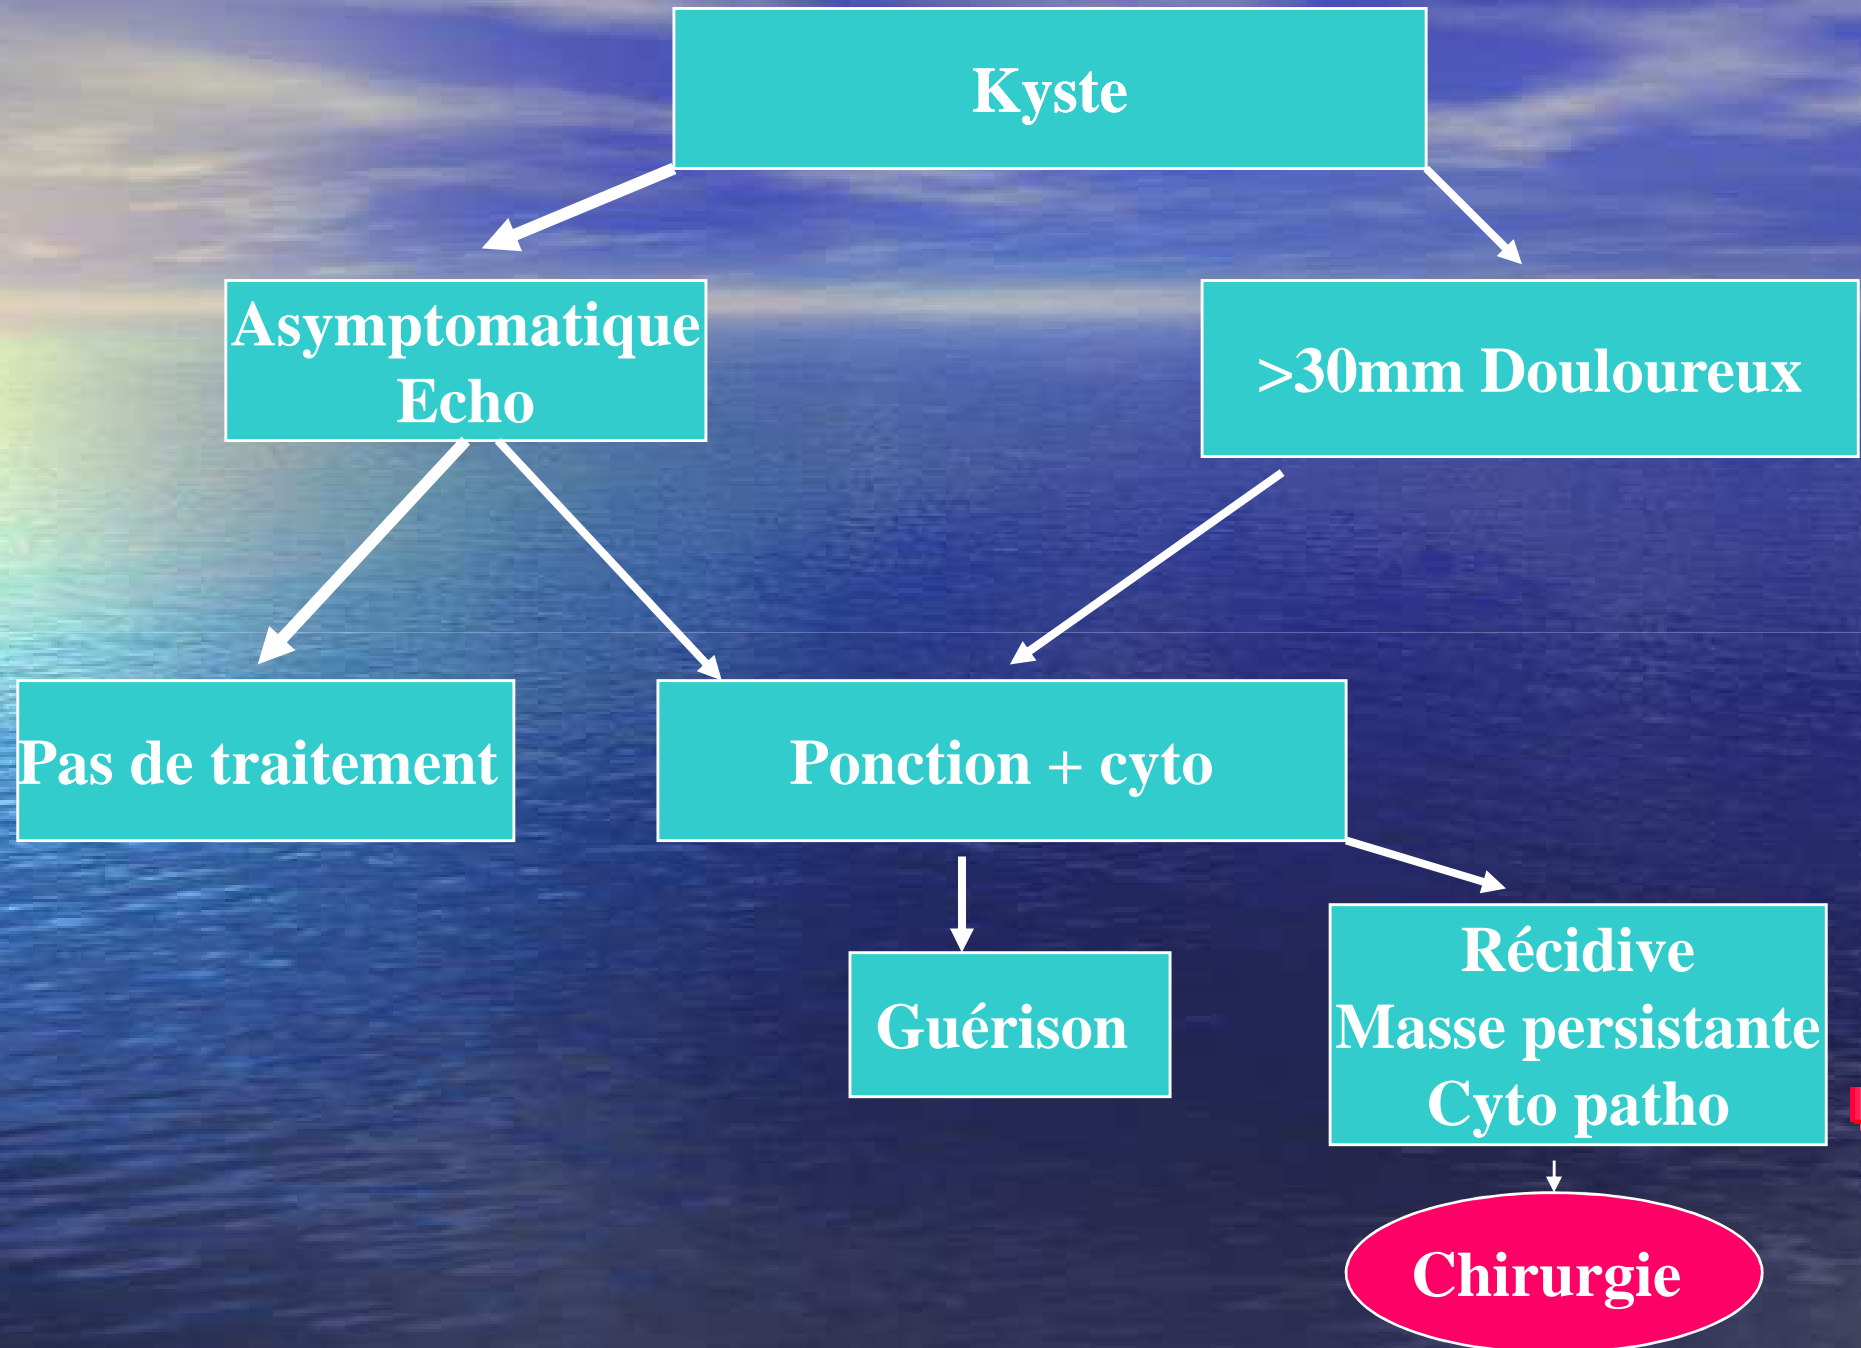 Kyste
Asymptomatique
Echo
>30mm Douloureux
Pas de traitement
Ponction + cyto
Guérison
Récidive
Masse persistante
Cyto patho
Chirurgie